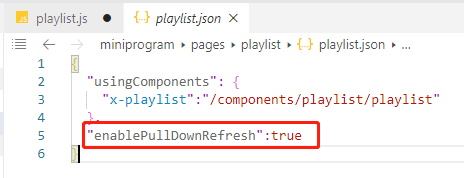 JS playlist.js {} playlist.json
miniprogram > pages > playlist > {} playlist.json > ...
1 {
2 "usingComponents": {
3 "x-playlist":"/components/playlist/playlist"
4 },
5 "enablePullDownRefresh":true
6 }